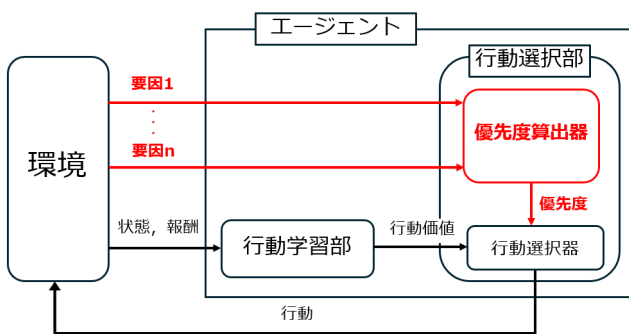 エージェント
行動選択部
要因1
・
・
・
要因n
環境
優先度算出器
優先度
状態，報酬
行動学習部
行動価値
行動選択器
行動